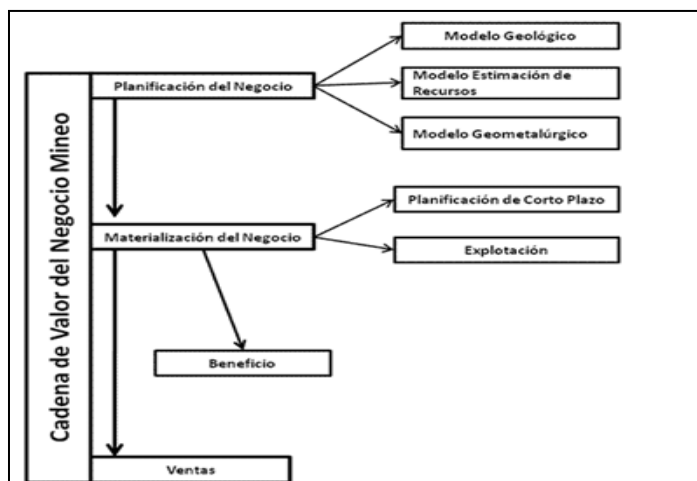 Cadena de Valor del Negocio Mineo
Planificación del Negocio
Modelo Geológico
Modelo Estimación de
Recursos
Modelo Geometalúrgico
Materialización del Negocio
Planificación de Corto Plazo
Explotación
Beneficio
Ventas